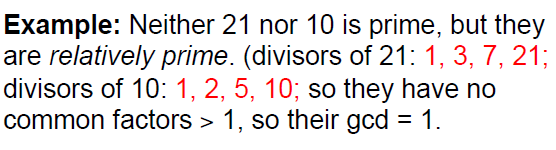 Example: Neither 21 nor 10 is prime, but they
are relatively prime. (divisors of 21: 1, 3, 7, 21;
divisors of 10: 1, 2, 5, 10; so they have no
common factors > 1, so their gcd = 1.